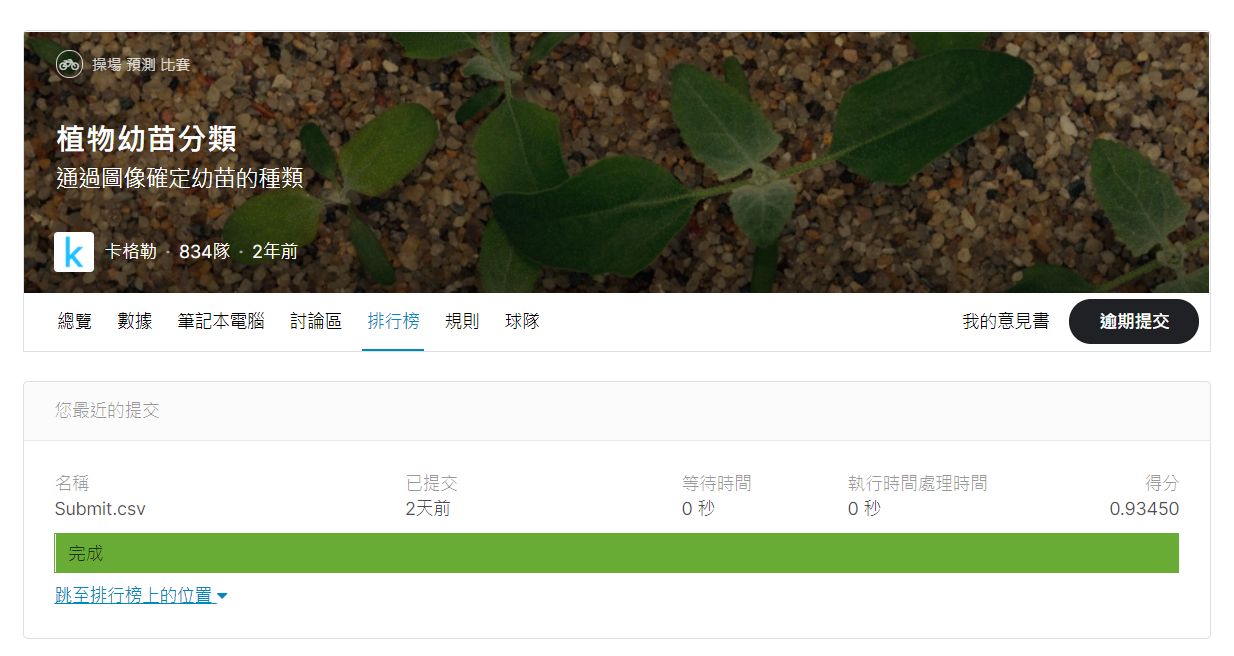 操場 預測 比賽
植物幼苗分類
通過圖像確定幼苗的種類
k 卡格勒 · 834隊 · 2年前
總覽 數據 筆記本電腦 討論區 排行榜 規則 球隊 我的意見書 逾期提交
您最近的提交
名稱 已提交 等待時間 執行時間處理時間 得分
Submit.csv 2天前 0 秒 0 秒 0.93450
完成
跳至排行榜上的位置